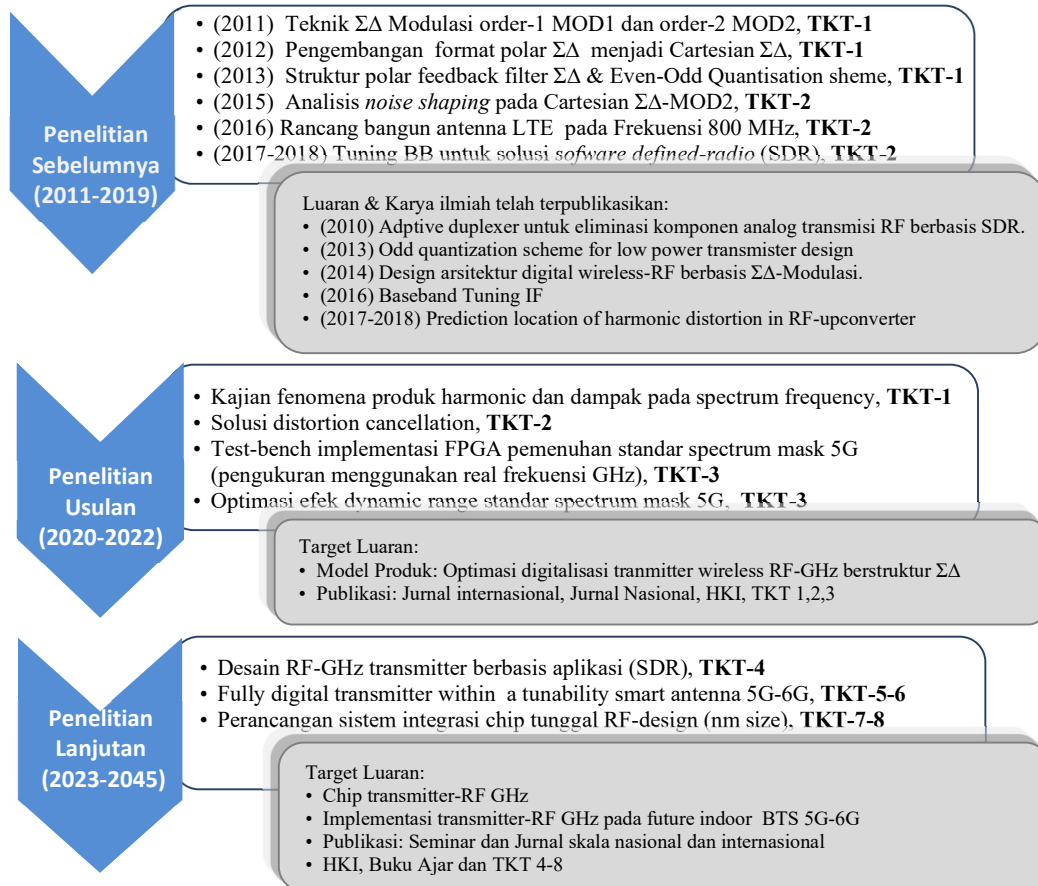 Penelitian
Sebelumnya
(2011-2019)
• (2011) Teknik ΣΔ Modulasi order-1 MOD1 dan order-2 MOD2, TKT-1
• (2012) Pengembangan format polar ΣΔ menjadi Cartesian ΣΔ, TKT-1
• (2013) Struktur polar feedback filter ΣΔ & Even-Odd Quantisation sheme, TKT-1
• (2015) Analisis noise shaping pada Cartesian ΣΔ-MOD2, TKT-2
• (2016) Rancang bangun antenna LTE pada Frekuensi 800 MHz, TKT-2
• (2017-2018) Tuning BB untuk solusi sofware defined-radio (SDR), TKT-2
Luaran & Karya ilmiah telah terpublikasikan:
• (2010) Adptive duplexer untuk eliminasi komponen analog transmisi RF berbasis SDR.
• (2013) Odd quantization scheme for low power transmister design
• (2014) Design arsitektur digital wireless-RF berbasis ΣΔ-Modulasi.
• (2016) Baseband Tuning IF
• (2017-2018) Prediction location of harmonic distortion in RF-upconverter
Penelitian
Usulan
(2020-2022)
• Kajian fenomena produk harmonic dan dampak pada spectrum frequency, TKT-1
• Solusi distortion cancellation, TKT-2
• Test-bench implementasi FPGA pemenuhan standar spectrum mask 5G
(pengukuran menggunakan real frekuensi GHz), TKT-3
• Optimasi efek dynamic range standar spectrum mask 5G, TKT-3
Target Luaran:
• Model Produk: Optimasi digitalisasi tranmitter wireless RF-GHz berstruktur ΣΔ
• Publikasi: Jurnal internasional, Jurnal Nasional, HKI, TKT 1,2,3
Penelitian
Lanjutan
(2023-2045)
• Desain RF-GHz transmitter berbasis aplikasi (SDR), TKT-4
• Fully digital transmitter within a tunability smart antenna 5G-6G, TKT-5-6
• Perancangan sistem integrasi chip tunggal RF-design (nm size), TKT-7-8
Target Luaran:
• Chip transmitter-RF GHz
• Implementasi transmitter-RF GHz pada future indoor BTS 5G-6G
• Publikasi: Seminar dan Jurnal skala nasional dan internasional
• HKI, Buku Ajar dan TKT 4-8